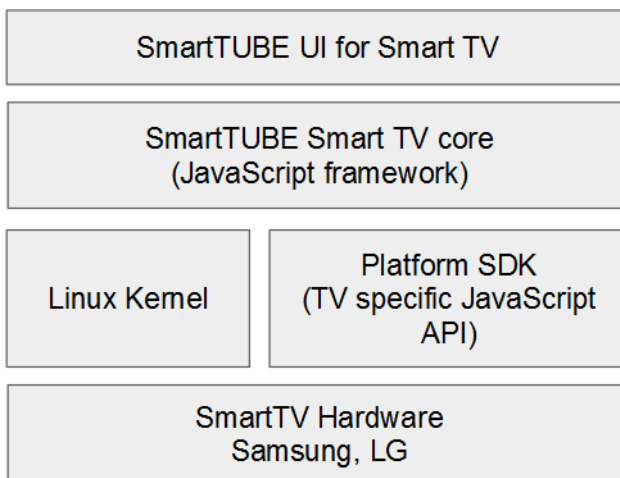 SmartTUBE UI for Smart TV
SmartTUBE Smart TV core
(JavaScript framework)
Linux Kernel
Platform SDK
(TV specific JavaScript
API)
SmartTV Hardware
Samsung, LG